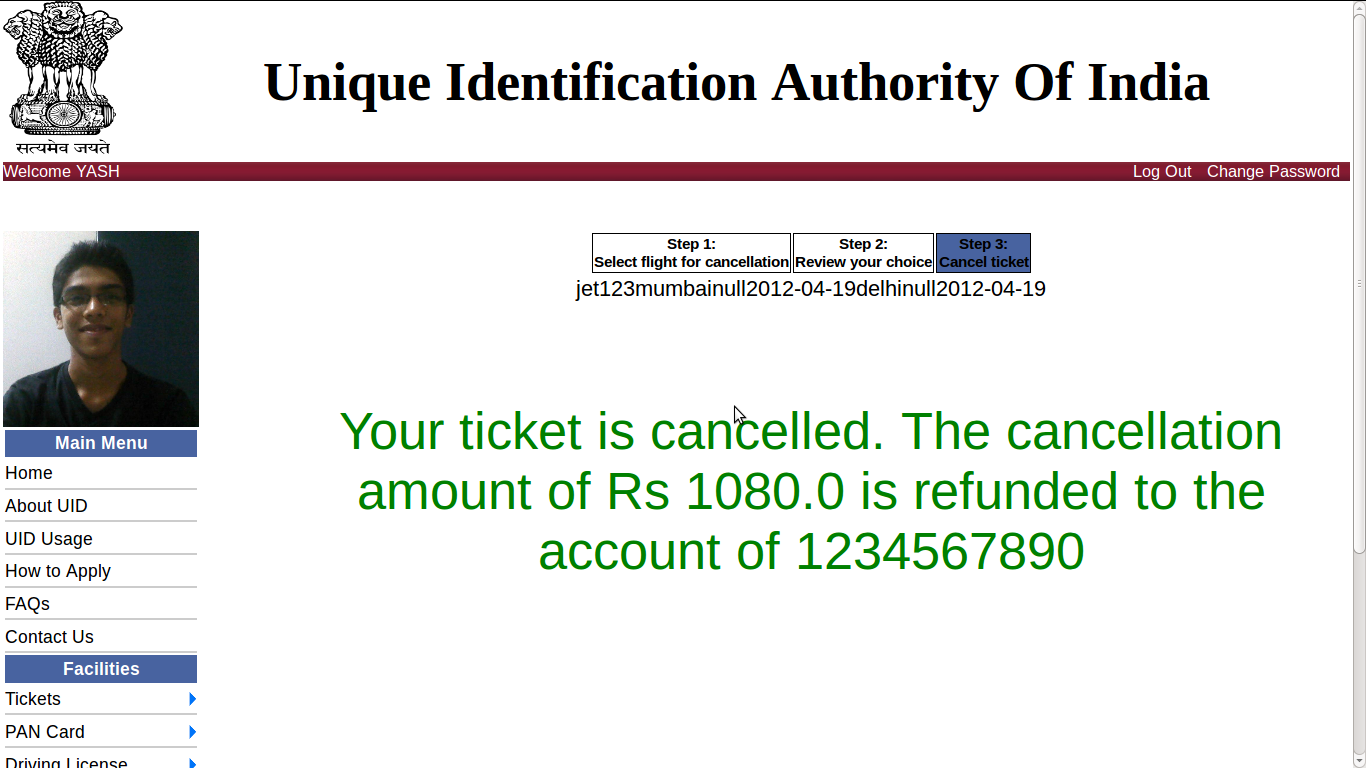 सत्यमेव जयते
Unique Identification Authority Of India
Welcome YASH
Log Out Change Password
Step 1:
Select flight for cancellation
Step 2:
Review your choice
Step 3:
Cancel ticket
jet123mumbainull2012-04-19delhinull2012-04-19
Your ticket is cancelled. The cancellation
amount of Rs 1080.0 is refunded to the
account of 1234567890
Main Menu
Home
About UID
UID Usage
How to Apply
FAQs
Contact Us
Facilities
Tickets
PAN Card
Driving License